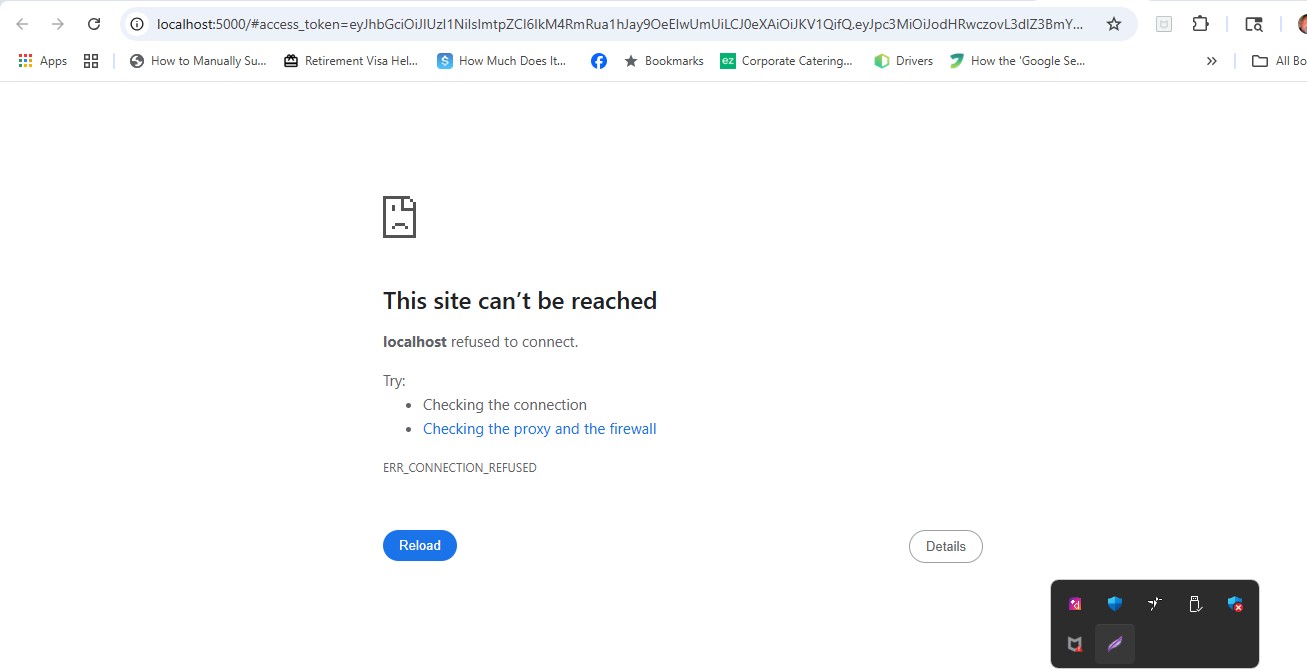 localhost:5000/#access_token=eyJhbGciOiJIUzI1NiIsImtpZCI6IkM4RmRua1hJay9OeElwUmUiLCJ0eXAiOiJKV1QifQ.eyJpc3MiOiJodHRwczovL3dlZ3BmY...
Apps
How to Manually Su...
Retirement Visa Hel...
$
How Much Does It...
Bookmarks
ez
Corporate Catering...
Drivers
How the 'Google Se...
»
All Bo
This site can't be reached
localhost refused to connect.
Try:
• Checking the connection
• Checking the proxy and the firewall
ERR_CONNECTION_REFUSED
Reload
Details